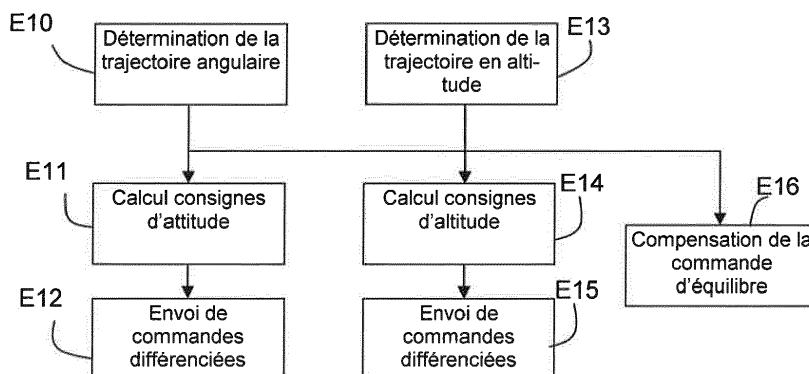 E10
Détermination de la
trajectoire angulaire
Détermination de la
trajectoire en alti-
tude
E13
E11
Calcul consignes
d'attitude
Calcul consignes
d'altitude
E14
E16
Compensation de la
commande
d'équilibre
E12
Envoi de
commandes
différenciées
Envoi de
commandes
différenciées
E15